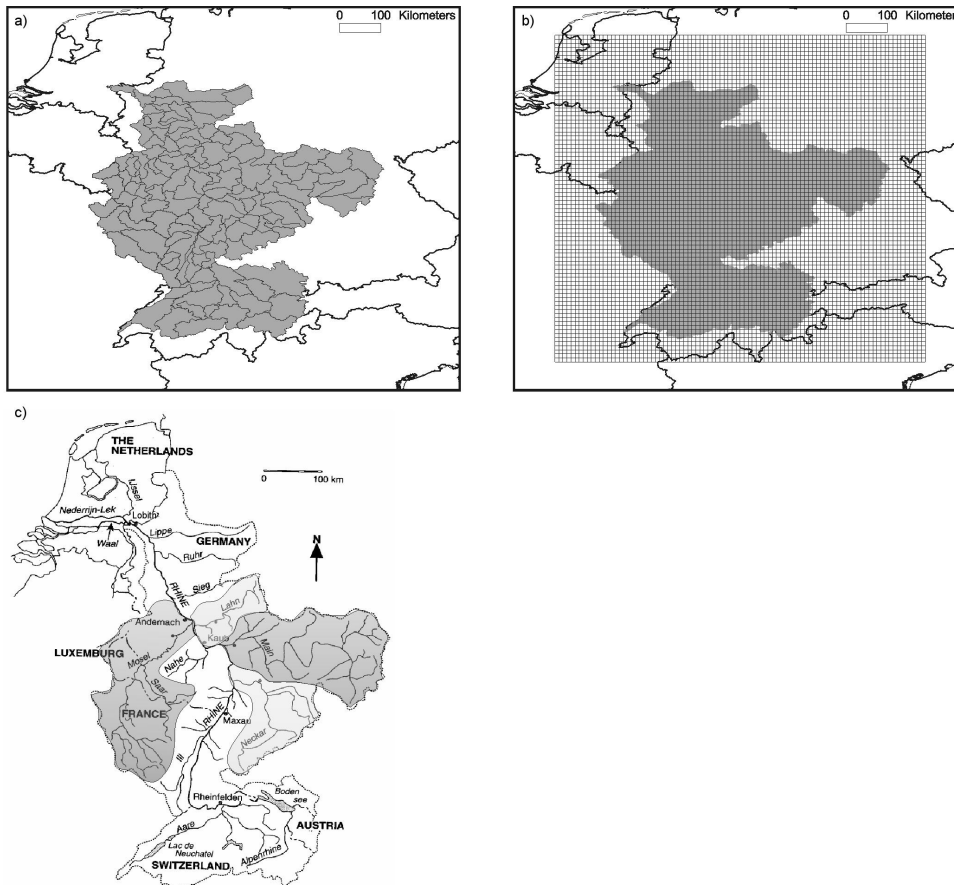 a)
0 100 Kilometers
b)
0 100 Kilometers
c)
THE
NETHERLANDS
0 100 km
IJssel
Nederrijn-Lek
Lobith
Waal
Lippe
GERMANY
N
Ruhr
RHINE
Sieg
Lahn
Andernach
Kaub
LUXEMBURG
Mosel
Nahe
Main
Saar
FRANCE
RHINE
Maxau
Neckar
Ill
Rheinfelden
Boden
see
Aare
AUSTRIA
Lac de
Neuchatel
Alpenrhine
SWITZERLAND